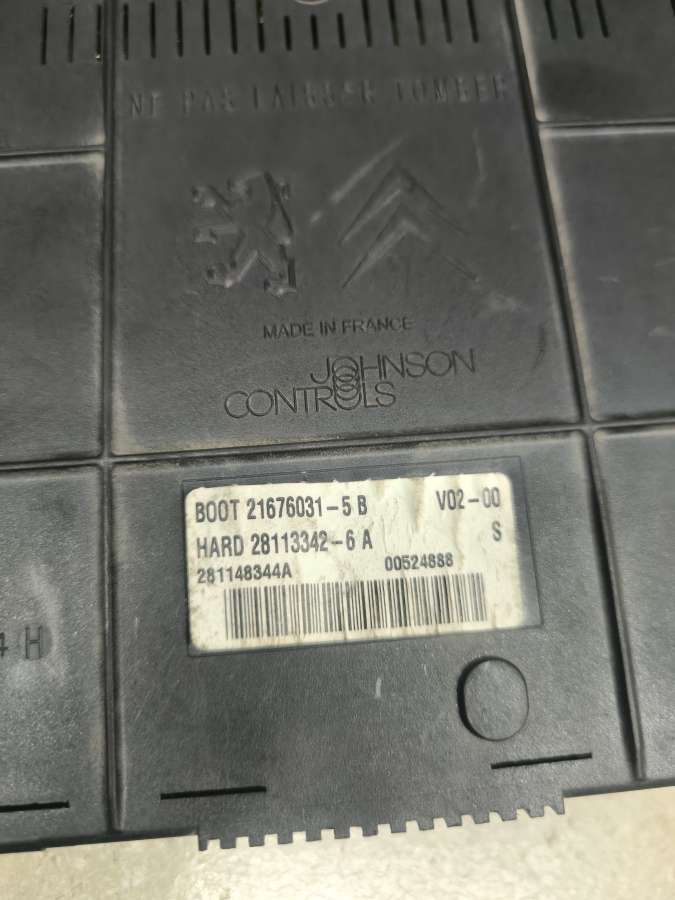 NE PAS LAISSER TOMBER
MADE IN FRANCE
JOHNSON
CONTROLS
BOOT 21676031-5 B V02-00
HARD 28113342-6 A S
281148344A 00524888
4 H